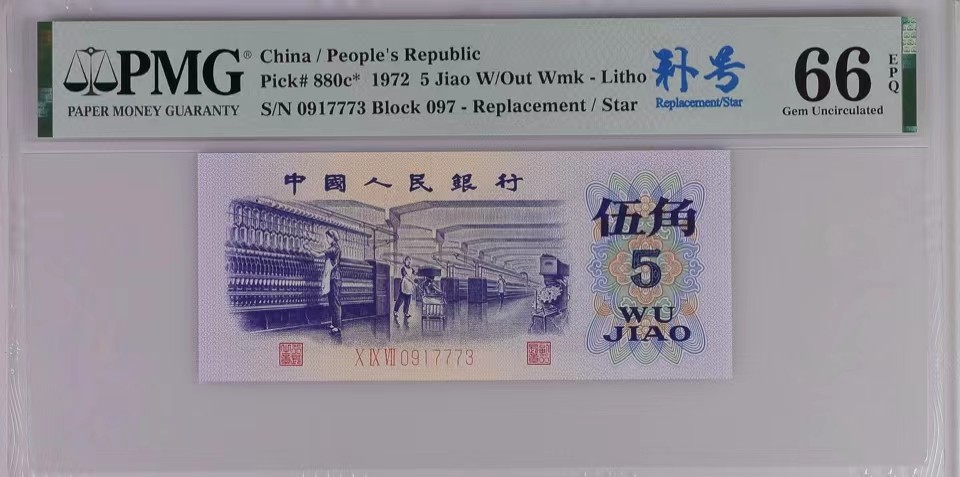 PMG®
PAPER MONEY GUARANTY
China / People's Republic
Pick# 880c* 1972 5 Jiao W/Out Wmk - Litho
S/N 0917773 Block 097 - Replacement / Star
补号
Replacement/Star
66
EPQ
Gem Uncirculated
中國人民銀行
伍角
5
WU
JIAO
X IX VII 0917773